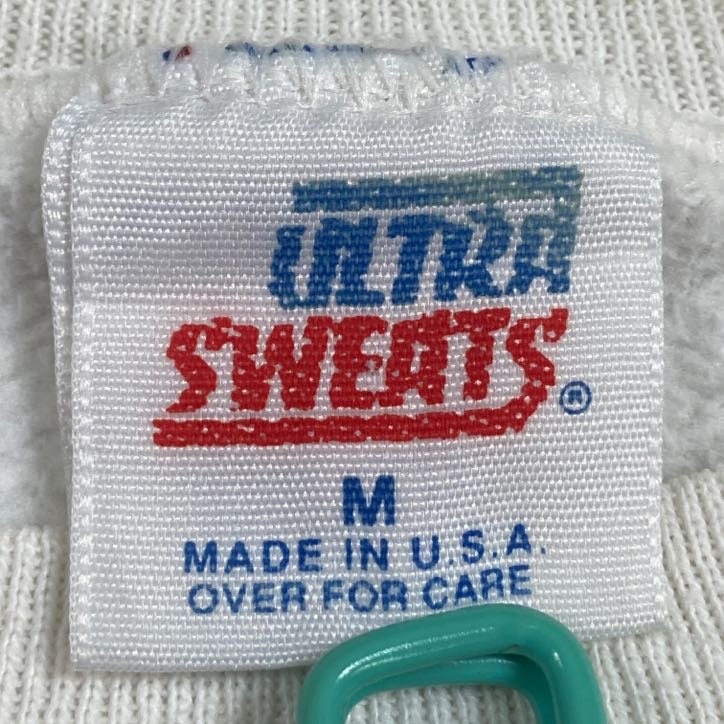 ULTRA
SWEATS®
M
MADE IN U.S.A.
OVER FOR CARE